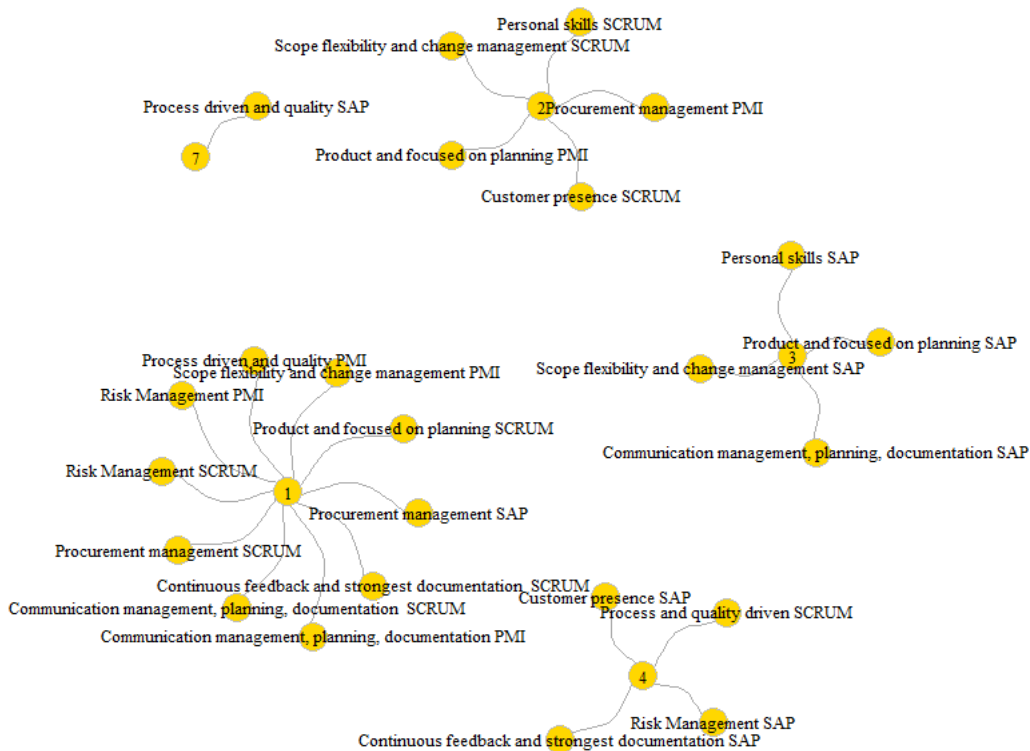 Personal skills SCRUM
Scope flexibility and change management SCRUM
Process driven and quality SAP
2
Procurement management PMI
7
Product and focused on planning PMI
Customer presence SCRUM
Personal skills SAP
Product and focused on planning SAP
3
Scope flexibility and change management SAP
Process driven and quality PMI
Scope flexibility and change management PMI
Risk Management PMI
Product and focused on planning SCRUM
Communication management, planning, documentation SAP
Risk Management SCRUM
1
Procurement management SAP
Procurement management SCRUM
Continuous feedback and strongest documentation SCRUM
Communication management, planning, documentation SCRUM
Communication management, planning, documentation PMI
Customer presence SAP
Process and quality driven SCRUM
4
Risk Management SAP
Continuous feedback and strongest documentation SAP